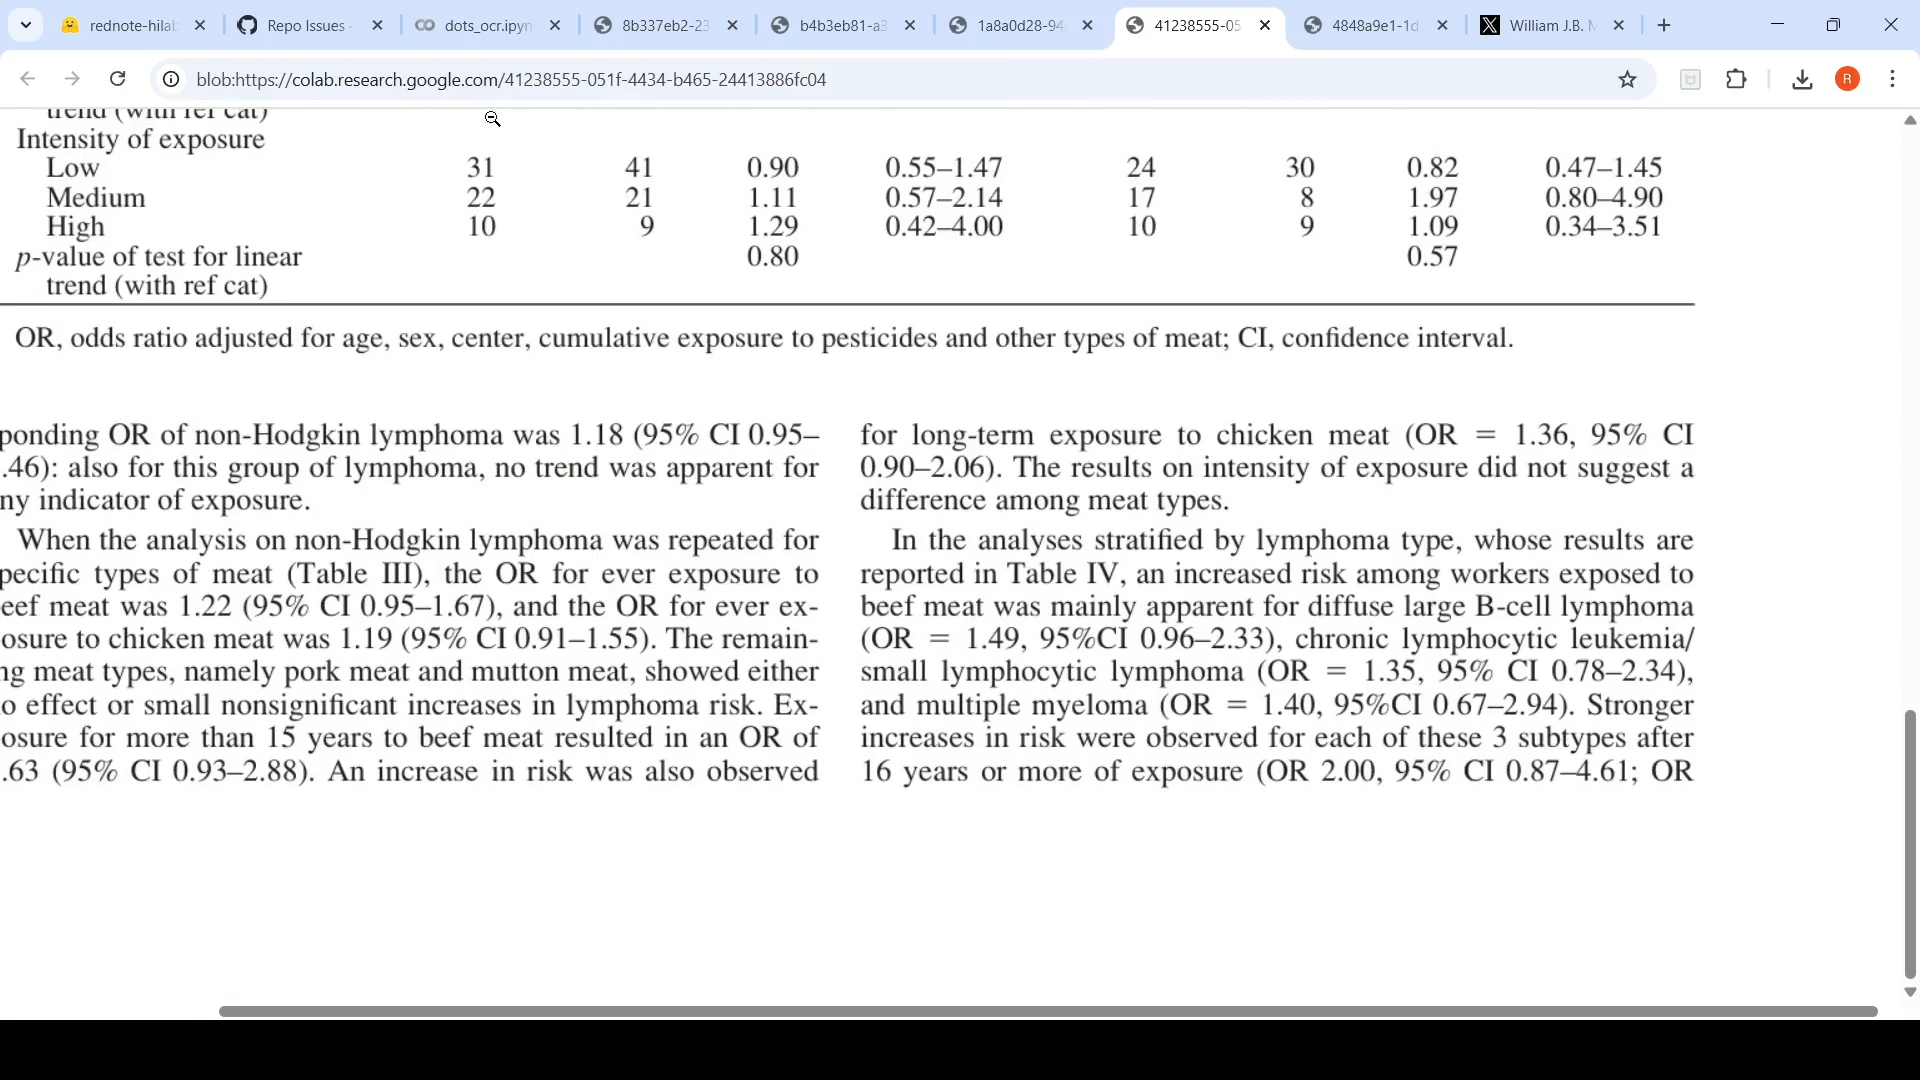 rednote-hilab
Repo Issues
dots_ocr.ipyn
8b337eb2-23
b4b3eb81-a3
1a8a0d28-94
41238555-05
4848a9e1-1d
William J.B. M
blob:https://colab.research.google.com/41238555-051f-4434-b465-24413886fc04
R
trend (with ref cat)
Intensity of exposure
Low 31 41 0.90 0.55–1.47 24 30 0.82 0.47–1.45
Medium 22 21 1.11 0.57–2.14 17 8 1.97 0.80–4.90
High 10 9 1.29 0.42–4.00 10 9 1.09 0.34–3.51
p-value of test for linear 0.80 0.57
trend (with ref cat)
OR, odds ratio adjusted for age, sex, center, cumulative exposure to pesticides and other types of meat; CI, confidence interval.
ponding OR of non-Hodgkin lymphoma was 1.18 (95% CI 0.95–
.46): also for this group of lymphoma, no trend was apparent for
ny indicator of exposure.
When the analysis on non-Hodgkin lymphoma was repeated for
pecific types of meat (Table III), the OR for ever exposure to
eef meat was 1.22 (95% CI 0.95–1.67), and the OR for ever ex-
osure to chicken meat was 1.19 (95% CI 0.91–1.55). The remain-
ng meat types, namely pork meat and mutton meat, showed either
o effect or small nonsignificant increases in lymphoma risk. Ex-
osure for more than 15 years to beef meat resulted in an OR of
.63 (95% CI 0.93–2.88). An increase in risk was also observed
for long-term exposure to chicken meat (OR = 1.36, 95% CI
0.90–2.06). The results on intensity of exposure did not suggest a
difference among meat types.
In the analyses stratified by lymphoma type, whose results are
reported in Table IV, an increased risk among workers exposed to
beef meat was mainly apparent for diffuse large B-cell lymphoma
(OR = 1.49, 95%CI 0.96–2.33), chronic lymphocytic leukemia/
small lymphocytic lymphoma (OR = 1.35, 95% CI 0.78–2.34),
and multiple myeloma (OR = 1.40, 95%CI 0.67–2.94). Stronger
increases in risk were observed for each of these 3 subtypes after
16 years or more of exposure (OR 2.00, 95% CI 0.87–4.61; OR